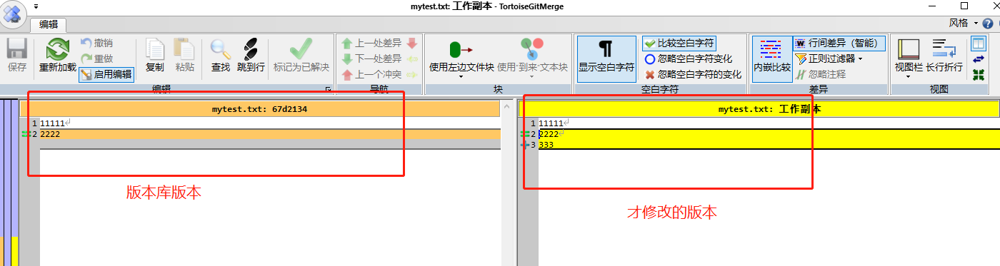 mytest.txt: 工作副本 - TortoiseGitMerge
编辑
风格
保存
重新加载
撤销
重做
启用编辑
复制
粘贴
查找
跳到行
标记为已解决
编辑
上一处差异
下一处差异
上一个冲突
导航
使用左边文件块
使用“到来”文本块
块
显示空白字符
比较空白字符
忽略空白字符变化
忽略空白字符的变化
空白字符
内嵌比较
行间差异（智能）
正则过滤器
忽略注释
差异
视图栏
长行折行
视图
mytest.txt: 67d2134
1 11111
2 2222
版本库版本
mytest.txt: 工作副本
1 11111
2 2222
3 333
才修改的版本